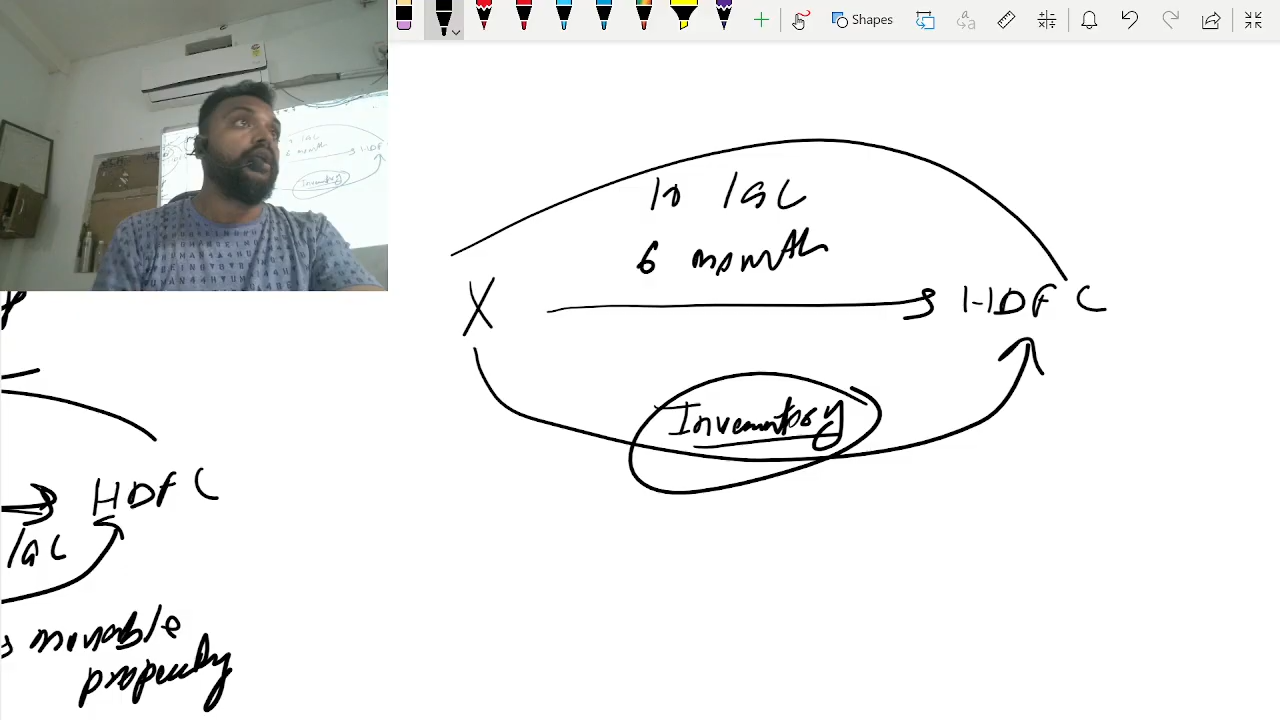 Shapes
10 lac
6 month
X
HDFC
Inventory
HDFC
lac
movable
property